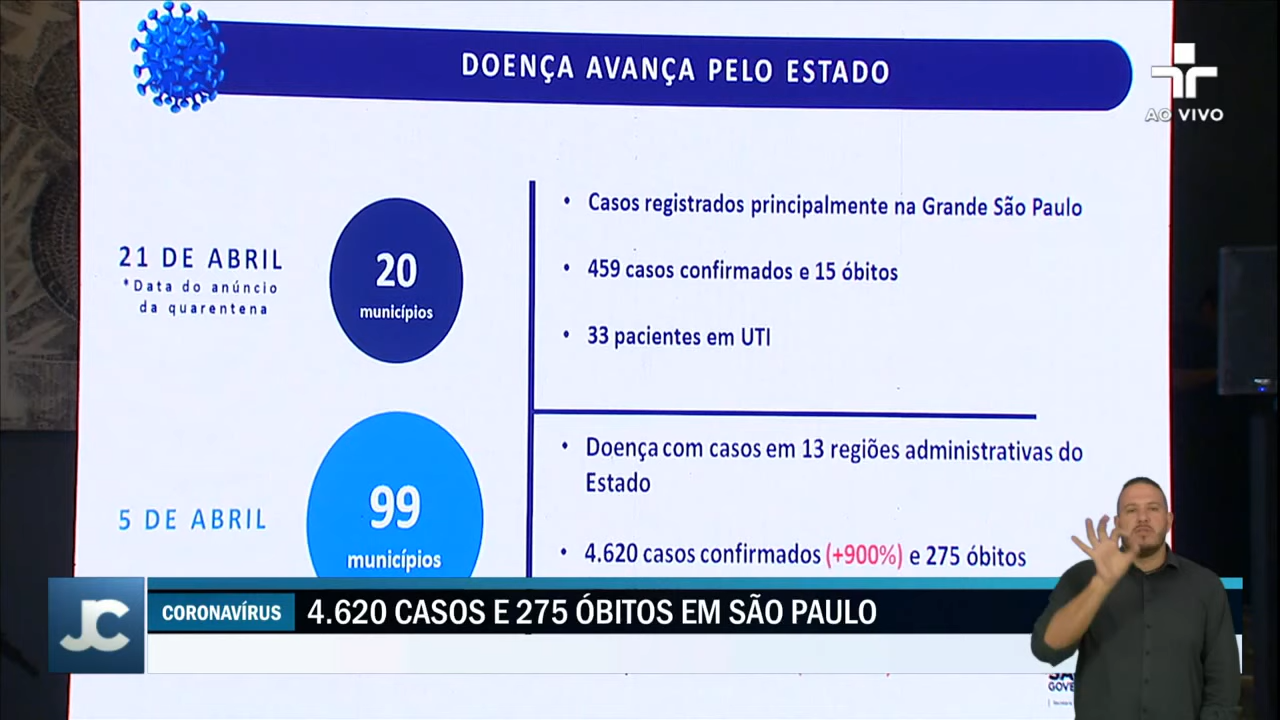 DOENÇA AVANÇA PELO ESTADO
AO VIVO
21 DE ABRIL
*Data do anúncio
da quarentena
20
municípios
• Casos registrados principalmente na Grande São Paulo
• 459 casos confirmados e 15 óbitos
• 33 pacientes em UTI
5 DE ABRIL
99
municípios
• Doença com casos em 13 regiões administrativas do
Estado
• 4.620 casos confirmados (+900%) e 275 óbitos
JC
CORONAVÍRUS
4.620 CASOS E 275 ÓBITOS EM SÃO PAULO